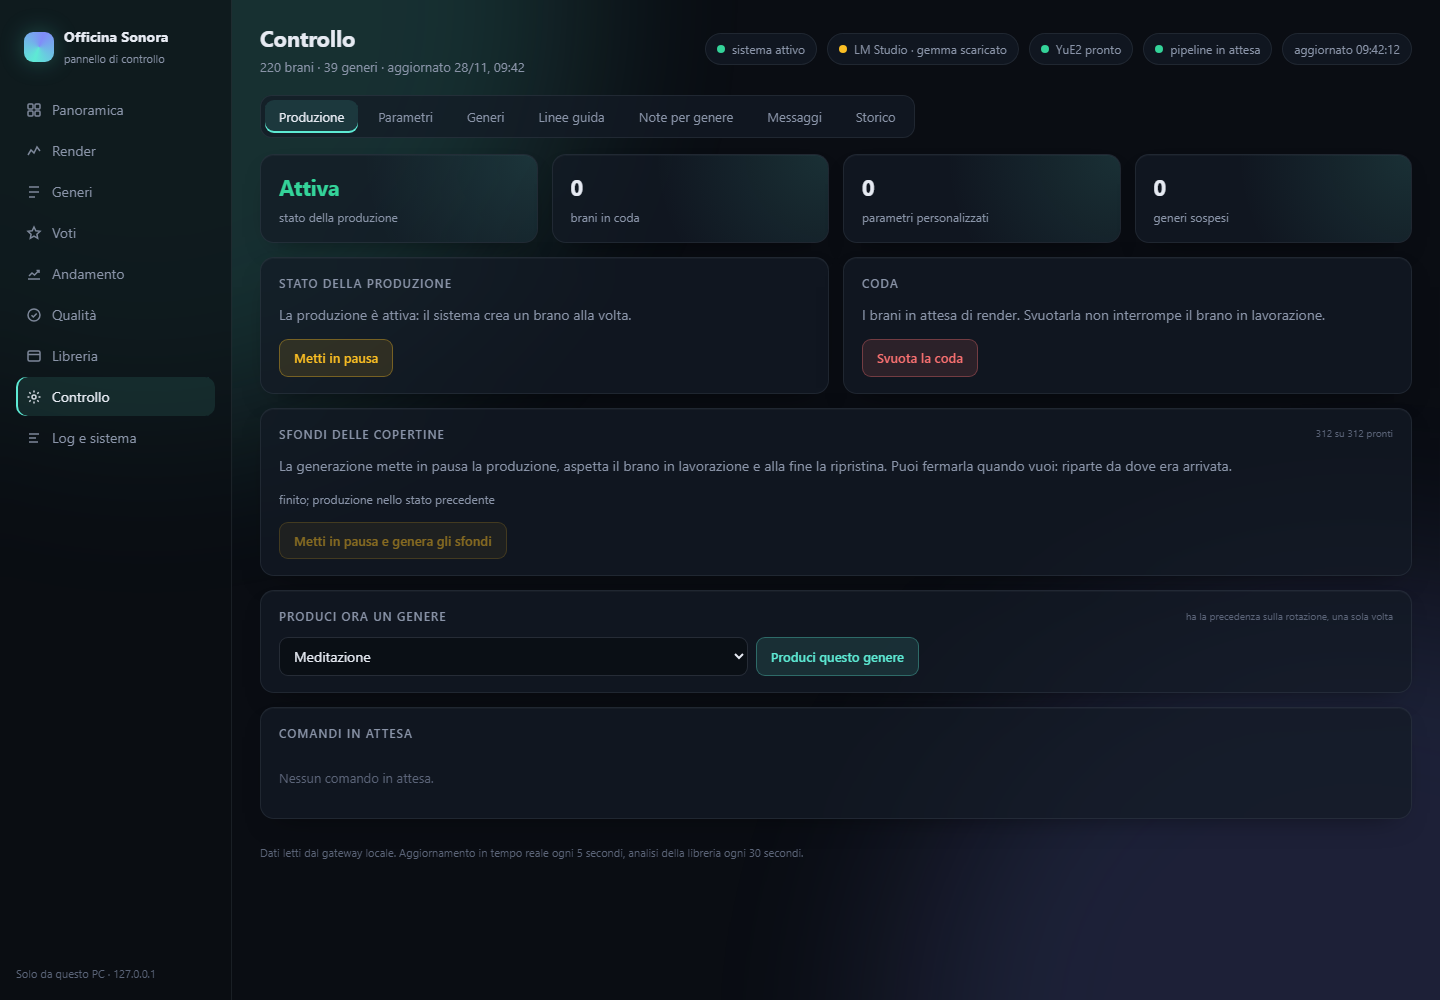 Officina Sonora
pannello di controllo
Panoramica
Render
Generi
Voti
Andamento
Qualità
Libreria
Controllo
Log e sistema
Solo da questo PC · 127.0.0.1
Controllo
220 brani · 39 generi · aggiornato 28/11, 09:42
sistema attivo
LM Studio · gemma scaricato
YuE2 pronto
pipeline in attesa
aggiornato 09:42:12
Produzione
Parametri
Generi
Linee guida
Note per genere
Messaggi
Storico
Attiva
stato della produzione
0
brani in coda
0
parametri personalizzati
0
generi sospesi
STATO DELLA PRODUZIONE
La produzione è attiva: il sistema crea un brano alla volta.
Metti in pausa
CODA
I brani in attesa di render. Svuotarla non interrompe il brano in lavorazione.
Svuota la coda
SFONDI DELLE COPERTINE
312 su 312 pronti
La generazione mette in pausa la produzione, aspetta il brano in lavorazione e alla fine la ripristina. Puoi fermarla quando vuoi: riparte da dove era arrivata.
finito; produzione nello stato precedente
Metti in pausa e genera gli sfondi
PRODUCI ORA UN GENERE
ha la precedenza sulla rotazione, una sola volta
Meditazione
Produci questo genere
COMANDI IN ATTESA
Nessun comando in attesa.
Dati letti dal gateway locale. Aggiornamento in tempo reale ogni 5 secondi, analisi della libreria ogni 30 secondi.